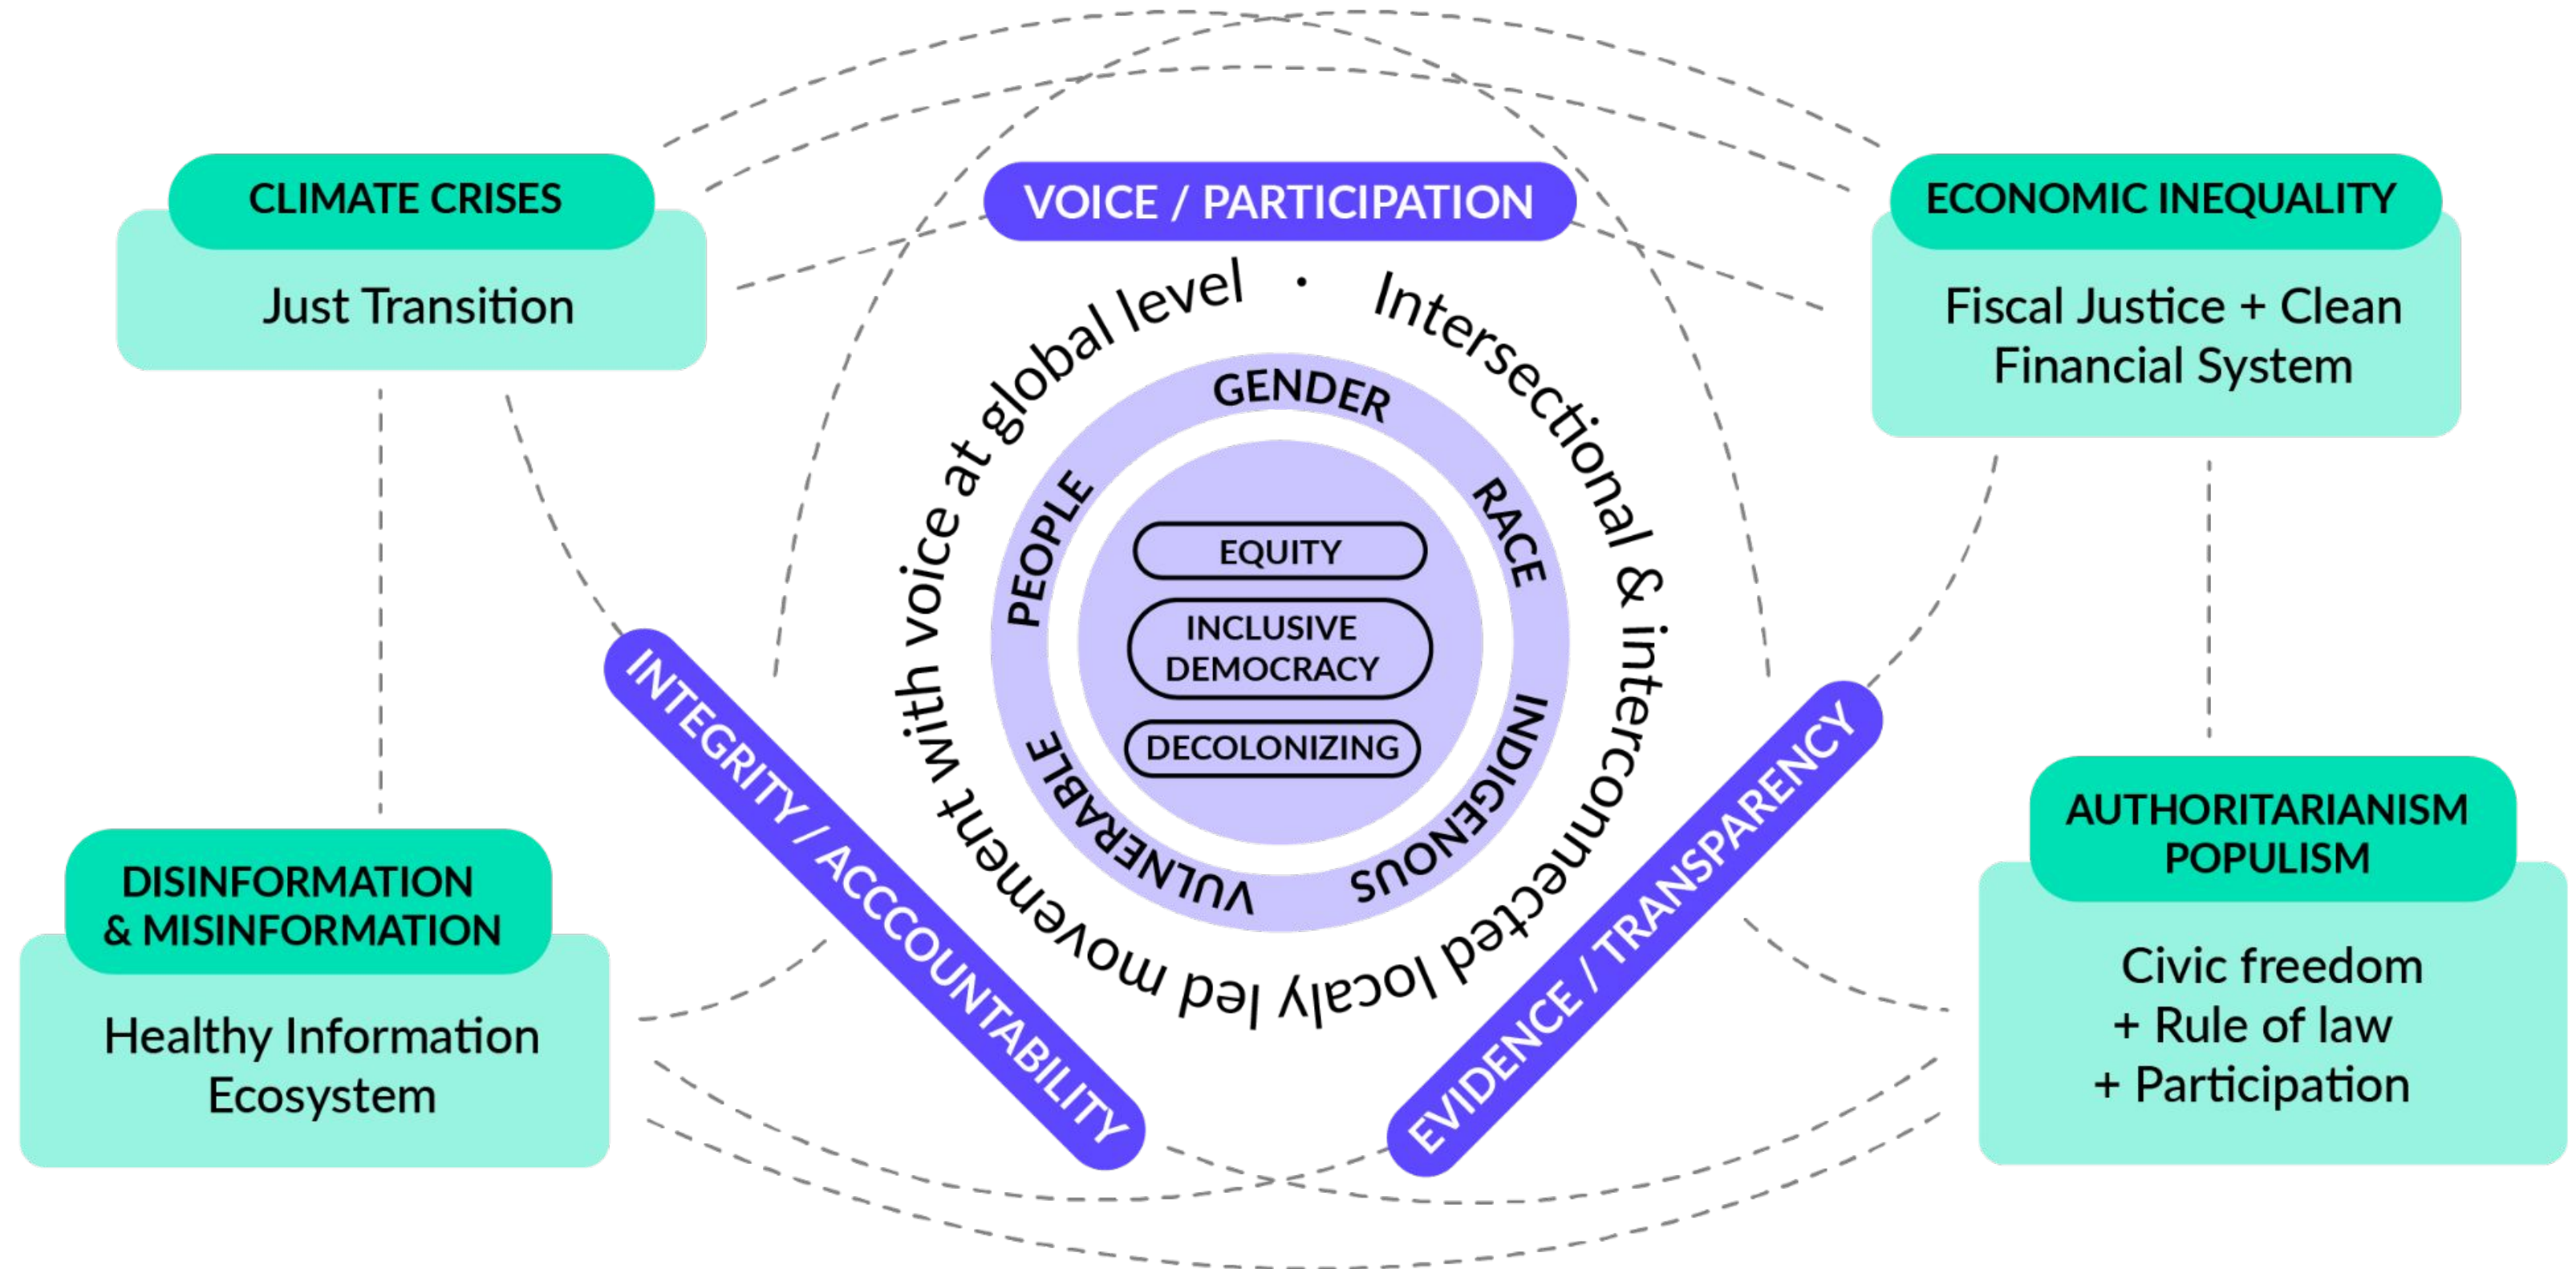 CLIMATE CRISES
Just Transition
VOICE / PARTICIPATION
ECONOMIC INEQUALITY
Fiscal Justice + Clean
Financial System
Intersectional & interconnected locally led movement with voice at global level ·
GENDER
RACE
INDIGENOUS
VULNERABLE
PEOPLE
EQUITY
INCLUSIVE
DEMOCRACY
DECOLONIZING
INTEGRITY / ACCCOUNTABILITY
EVIDENCE / TRANSPARENCY
DISINFORMATION
& MISINFORMATION
Healthy Information
Ecosystem
AUTHORITARIANISM
POPULISM
Civic freedom
+ Rule of law
+ Participation